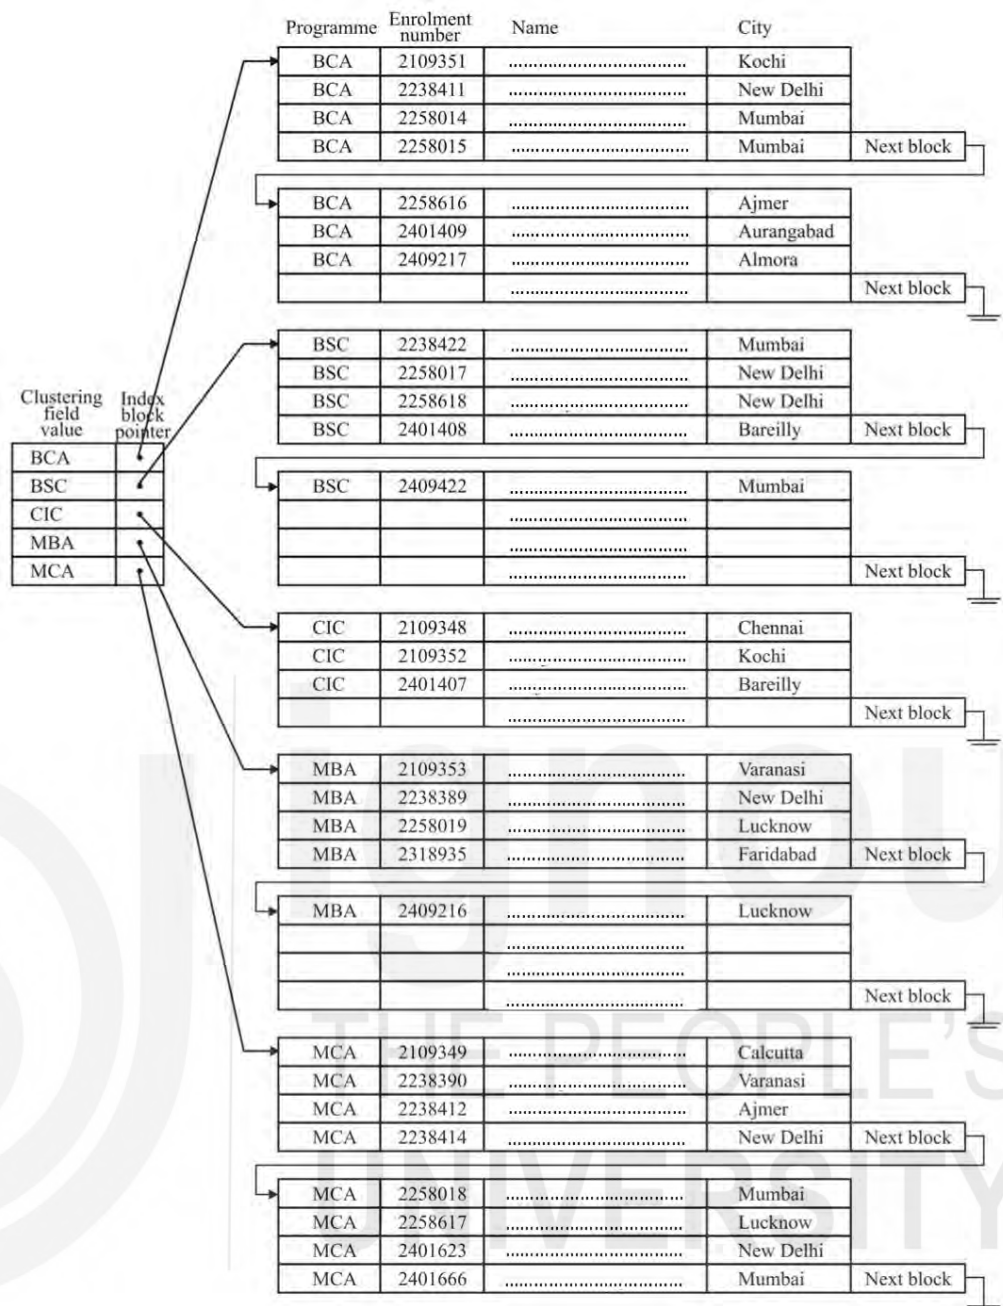 Programme Enrolment number Name City
BCA 2109351 Kochi
BCA 2238411 New Delhi
BCA 2258014 Mumbai
BCA 2258015 Mumbai Next block
BCA 2258616 Ajmer
BCA 2401409 Aurangabad
BCA 2409217 Almora
Next block
BSC 2238422 Mumbai
BSC 2258017 New Delhi
BSC 2258618 New Delhi
BSC 2401408 Bareilly Next block
BSC 2409422 Mumbai
Next block
Clustering field value Index block pointer
BCA
BSC
CIC
MBA
MCA
CIC 2109348 Chennai
CIC 2109352 Kochi
CIC 2401407 Bareilly
Next block
MBA 2109353 Varanasi
MBA 2238389 New Delhi
MBA 2258019 Lucknow
MBA 2318935 Faridabad Next block
MBA 2409216 Lucknow
Next block
MCA 2109349 Calcutta
MCA 2238390 Varanasi
MCA 2238412 Ajmer
MCA 2238414 New Delhi Next block
MCA 2258018 Mumbai
MCA 2258617 Lucknow
MCA 2401623 New Delhi
MCA 2401666 Mumbai Next block
ignou
THE PEOPLE'S
UNIVERSITY